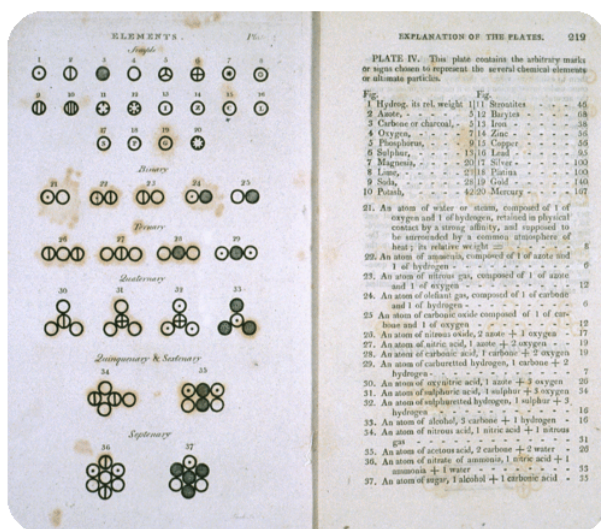 ELEMENTS.
Simple
1 2 3 4 5 6 7 8
9 10 11 12 13 14 15 16
I Z C L
17 18 19 20
S P G
Binary
21 22 23 24 25
Ternary
26 27 28 29
Quaternary
30 31 32 33
Quinquenary & Sextenary
34 35
Septenary
36 37
EXPLANATION OF THE PLATES. 219
PLATE IV. This plate contains the arbitrary marks
or signs chosen to represent the several chemical elements
or ultimate particles.
Fig. Fig.
1 Hydrog. its rel. weight 1 11 Strontites - - - 46
2 Azote, - - - - 5 12 Barytes - - - 68
3 Carbone or charcoal, - 5 13 Iron - - - 38
4 Oxygen, - - - 7 14 Zinc - - - 56
5 Phosphorus, - - - 9 15 Copper - - - 56
6 Sulphur, - - - 13 16 Lead - - - 95
7 Magnesia, - - - 20 17 Silver - - - 100
8 Lime, - - - 23 18 Platina - - - 100
9 Soda, - - - 28 19 Gold - - - 140
10 Potash, - - - 42 20 Mercury - - - 167
21. An atom of water or steam, composed of 1 of
oxygen and 1 of hydrogen, retained in physical
contact by a strong affinity, and supposed to
be surrounded by a common atmosphere of
heat; its relative weight = - - - 8
22. An atom of ammonia, composed of 1 of azote and
1 of hydrogen - - - 6
23. An atom of nitrous gas, composed of 1 of azote
and 1 of oxygen - - - 12
24. An atom of olefiant gas, composed of 1 of carbone
and 1 of hydrogen - - - 6
25 An atom of carbonic oxide composed of 1 of car-
bone and 1 of oxygen - - - 12
26. An atom of nitrous oxide, 2 azote + 1 oxygen - 17
27. An atom of nitric acid, 1 azote + 2 oxygen - - 19
28. An atom of carbonic acid, 1 carbone + 2 oxygen 19
29. An atom of carburetted hydrogen, 1 carbone + 2
hydrogen - - - 7
30. An atom of oxynitric acid, 1 azote + 3 oxygen 26
31. An atom of sulphuric acid, 1 sulphur + 3 oxygen 34
32. An atom of sulphuretted hydrogen, 1 sulphur + 3
hydrogen - - - 16
33. An atom of alcohol, 3 carbone + 1 hydrogen - 16
34. An atom of nitrous acid, 1 nitric acid + 1 nitrous
gas - - - 31
35. An atom of acetous acid, 2 carbone + 2 water - 26
36. An atom of nitrate of ammonia, 1 nitric acid + 1
ammonia + 1 water - - - 33
37. An atom of sugar, 1 alcohol + 1 carbonic acid - 35